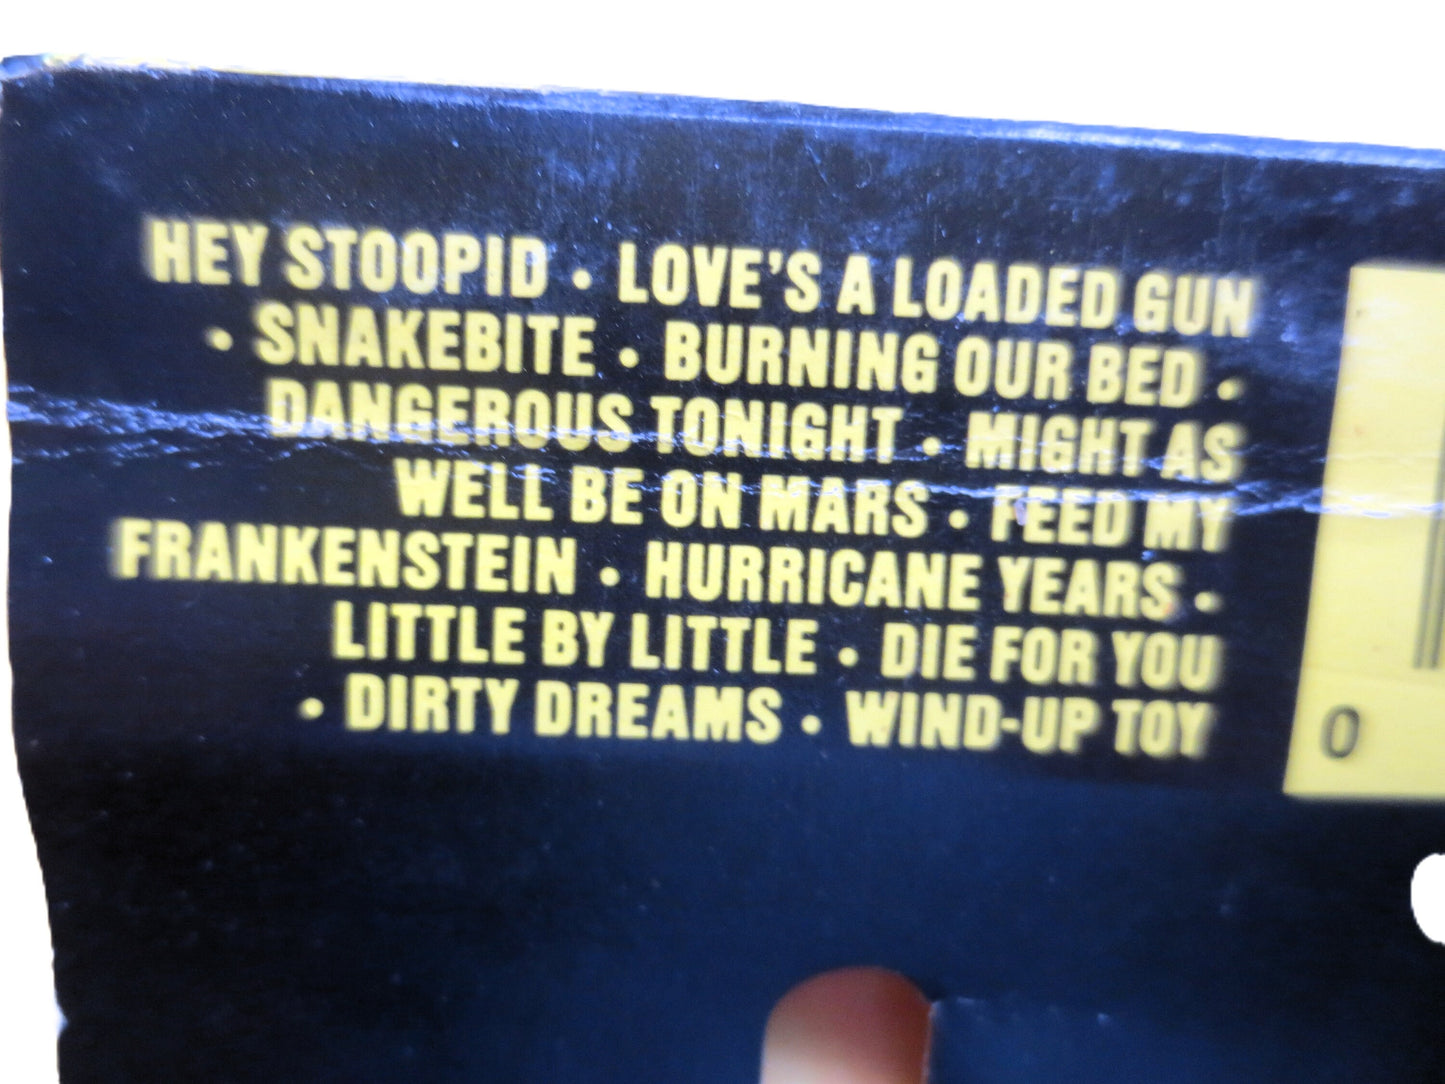 HEY STOOPID • LOVE'S A LOADED GUN
• SNAKEBITE • BURNING OUR BED •
DANGEROUS TONIGHT • MIGHT AS
WELL BE ON MARS • FEED MY
FRANKENSTEIN • HURRICANE YEARS •
LITTLE BY LITTLE • DIE FOR YOU
• DIRTY DREAMS • WIND-UP TOY
0